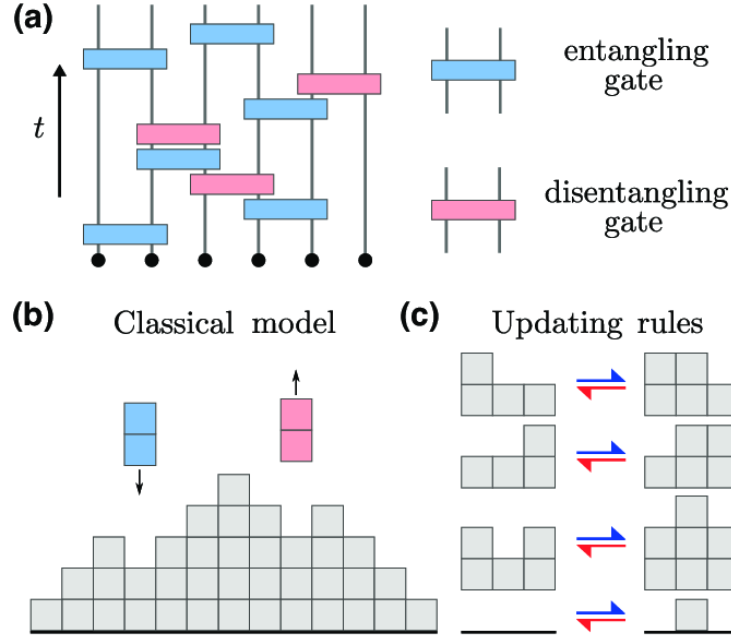 (a)
t
entangling
gate
disentangling
gate
(b) Classical model
(c) Updating rules